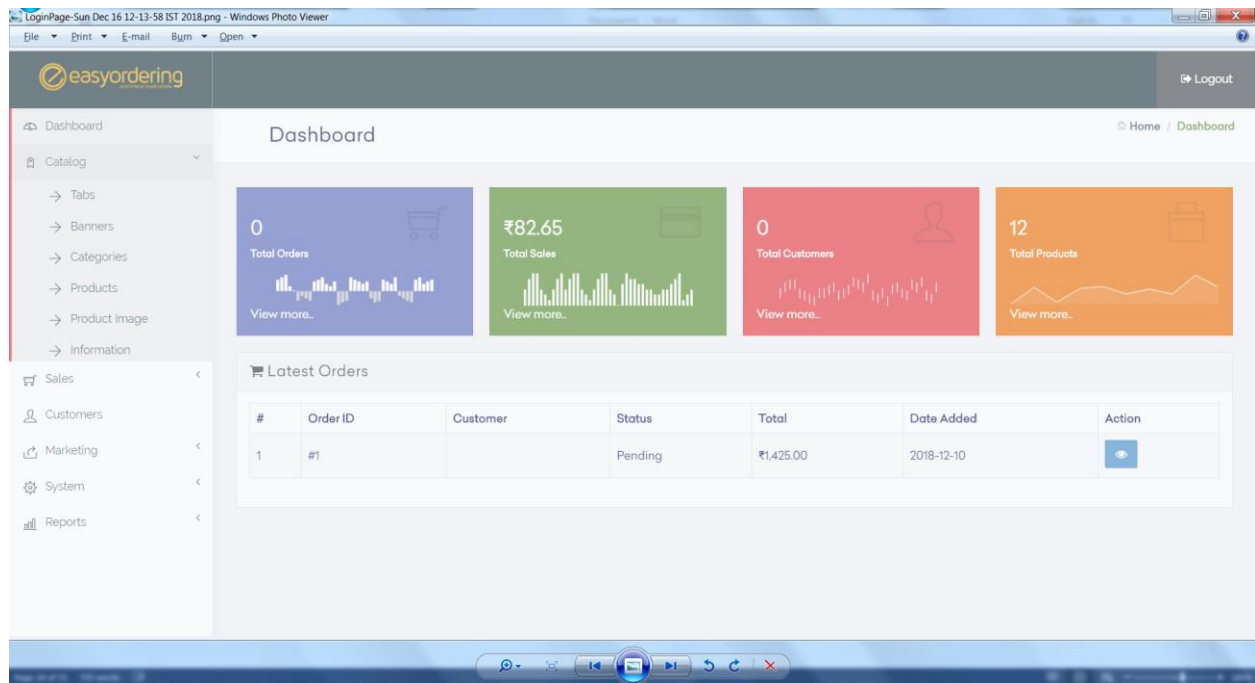 LoginPage-Sun Dec 16 12-13-58 IST 2018.png - Windows Photo Viewer
File Print E-mail Burn Open
easyordering
Logout
Dashboard
Catalog
Tabs
Banners
Categories
Products
Product Image
Information
Sales
Customers
Marketing
System
Reports
Dashboard
Home / Dashboard
0
Total Orders
View more..
₹82.65
Total Sales
View more..
0
Total Customers
View more..
12
Total Products
View more..
Latest Orders
# Order ID Customer Status Total Date Added Action
1 #1 Pending ₹1,425.00 2018-12-10